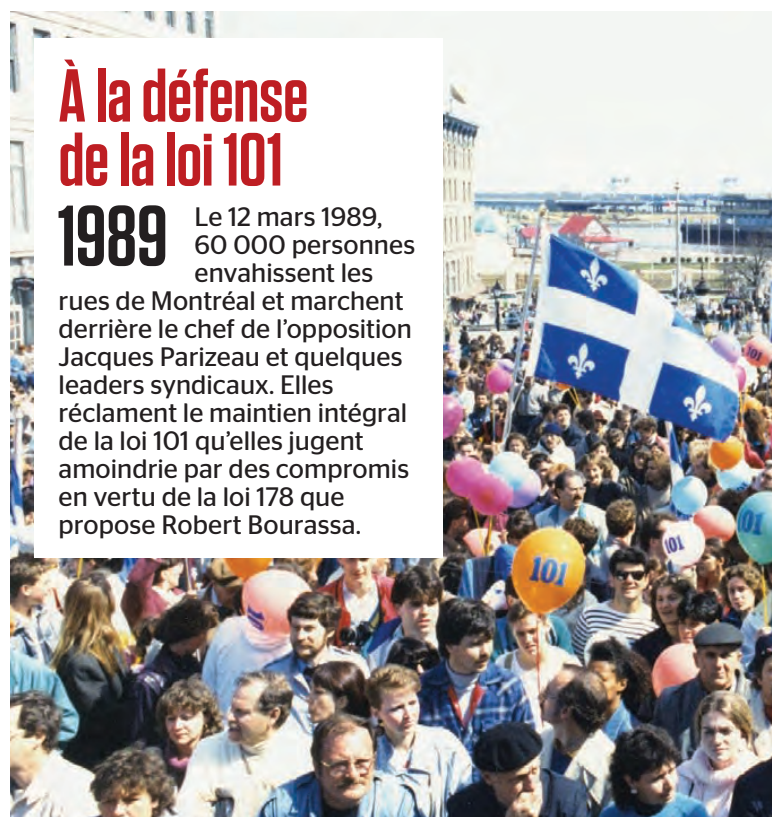 À la défense
de la loi 101
1989
Le 12 mars 1989,
60 000 personnes
envahissent les
rues de Montréal et marchent
derrière le chef de l’opposition
Jacques Parizeau et quelques
leaders syndicaux. Elles
réclament le maintien intégral
de la loi 101 qu’elles jugent
amoindrie par des compromis
en vertu de la loi 178 que
propose Robert Bourassa.
101
101
101
101